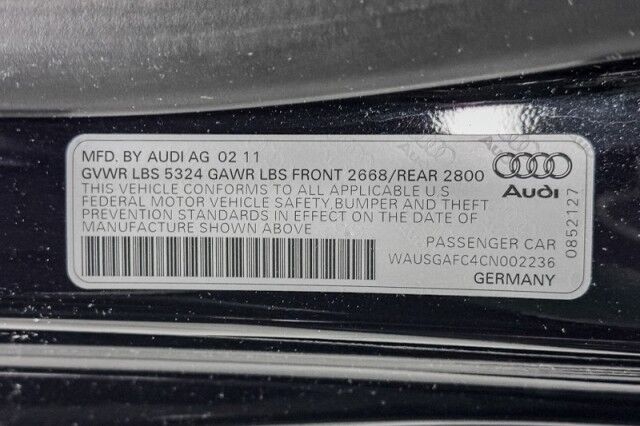 MFD. BY AUDI AG 02 11
GVWR LBS 5324 GAWR LBS FRONT 2668/REAR 2800
THIS VEHICLE CONFORMS TO ALL APPLICABLE U.S
FEDERAL MOTOR VEHICLE SAFETY, BUMPER AND THEFT
PREVENTION STANDARDS IN EFFECT ON THE DATE OF
MANUFACTURE SHOWN ABOVE
Audi
0852127
PASSENGER CAR
WAUSGAFC4CN002236
GERMANY